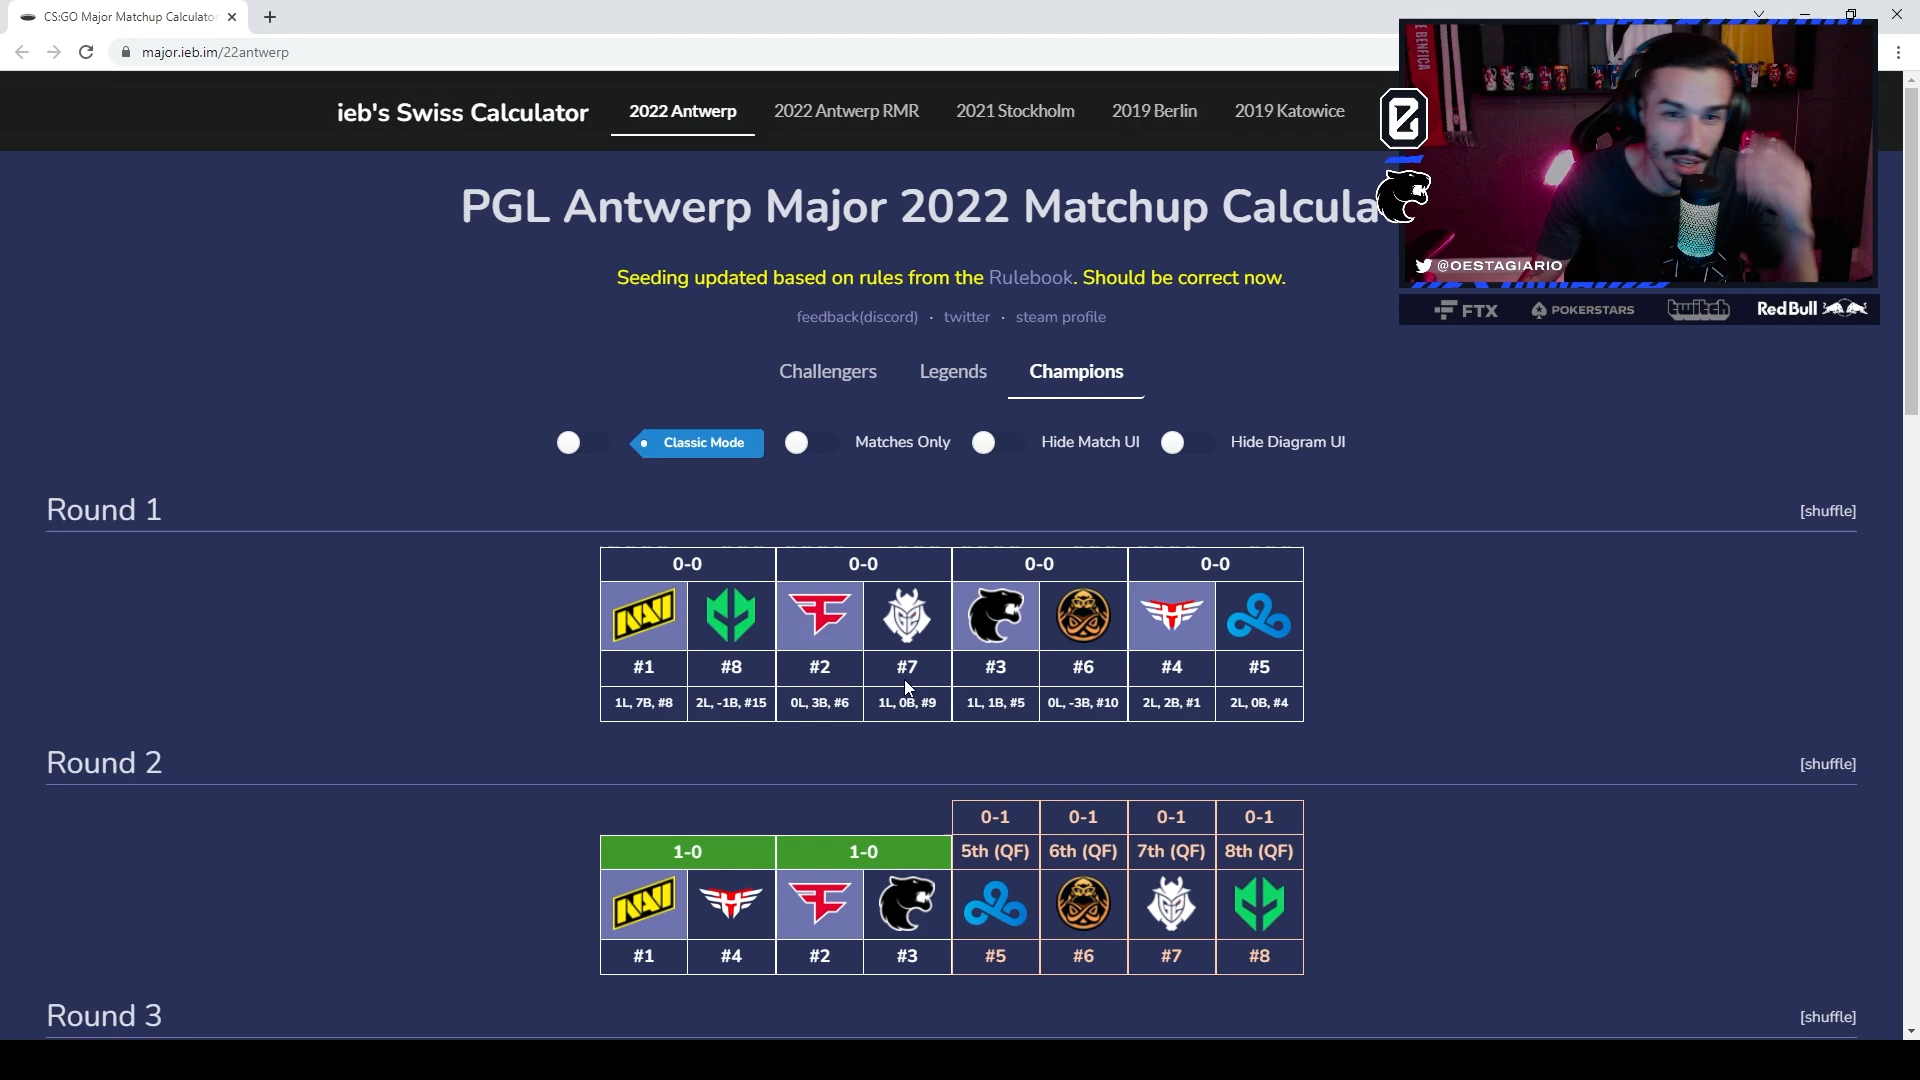 CS:GO Major Matchup Calculator
major.ieb.im/22antwerp
ieb's Swiss Calculator
2022 Antwerp
2022 Antwerp RMR
2021 Stockholm
2019 Berlin
2019 Katowice
E BENFICA
PGL Antwerp Major 2022 Matchup Calcula
Seeding updated based on rules from the Rulebook. Should be correct now.
@OESTAGIARIO
feedback(discord) · twitter · steam profile
FTX
POKERSTARS
twitch
Red Bull
Challengers
Legends
Champions
Classic Mode
Matches Only
Hide Match UI
Hide Diagram UI
Round 1
[shuffle]
0-0 0-0 0-0 0-0
NAVI
#1 #8 #2 #7 #3 #6 #4 #5
1L, 7B, #8 2L, -1B, #15 0L, 3B, #6 1L, 0B, #9 1L, 1B, #5 0L, -3B, #10 2L, 2B, #1 2L, 0B, #4
Round 2
[shuffle]
0-1 0-1 0-1 0-1
1-0 1-0 5th (QF) 6th (QF) 7th (QF) 8th (QF)
NAVI
#1 #4 #2 #3 #5 #6 #7 #8
Round 3
[shuffle]